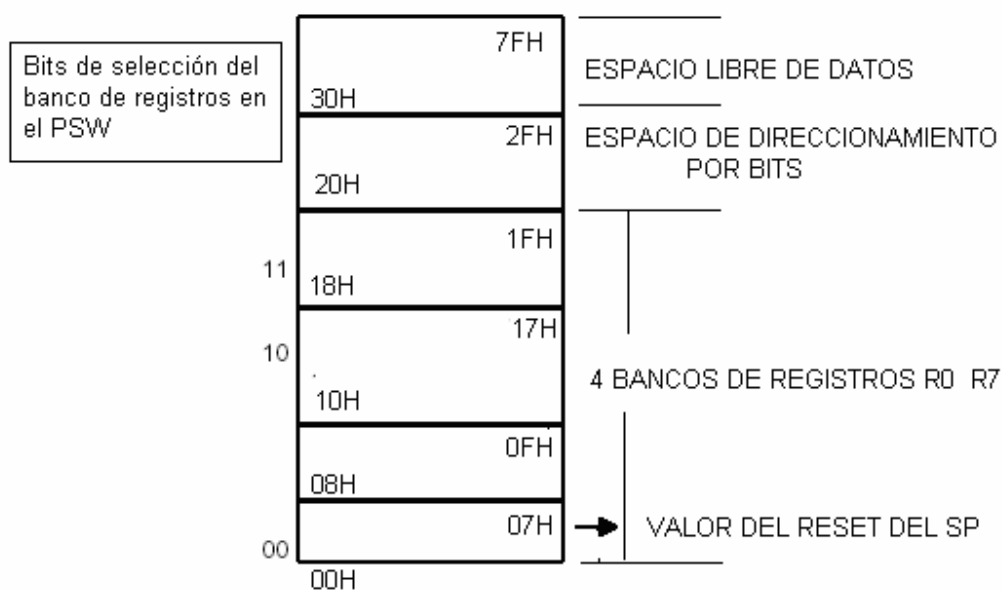 Bits de selección del
banco de registros en
el PSW
7FH
30H
ESPACIO LIBRE DE DATOS
2FH
20H
ESPACIO DE DIRECCIONAMIENTO
POR BITS
1FH
11
18H
17H
10
10H
4 BANCOS DE REGISTROS R0 R7
0FH
08H
07H
VALOR DEL RESET DEL SP
00
00H